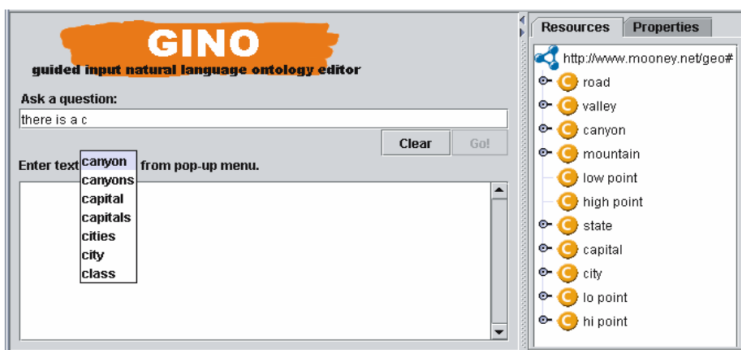 GINO
guided input natural language ontology editor
Ask a question:
there is a c
Clear
Go!
Enter text
from pop-up menu.
canyon
canyons
capital
capitals
cities
city
class
Resources
Properties
http://www.mooney.net/geo#
road
valley
canyon
mountain
low point
high point
state
capital
city
lo point
hi point